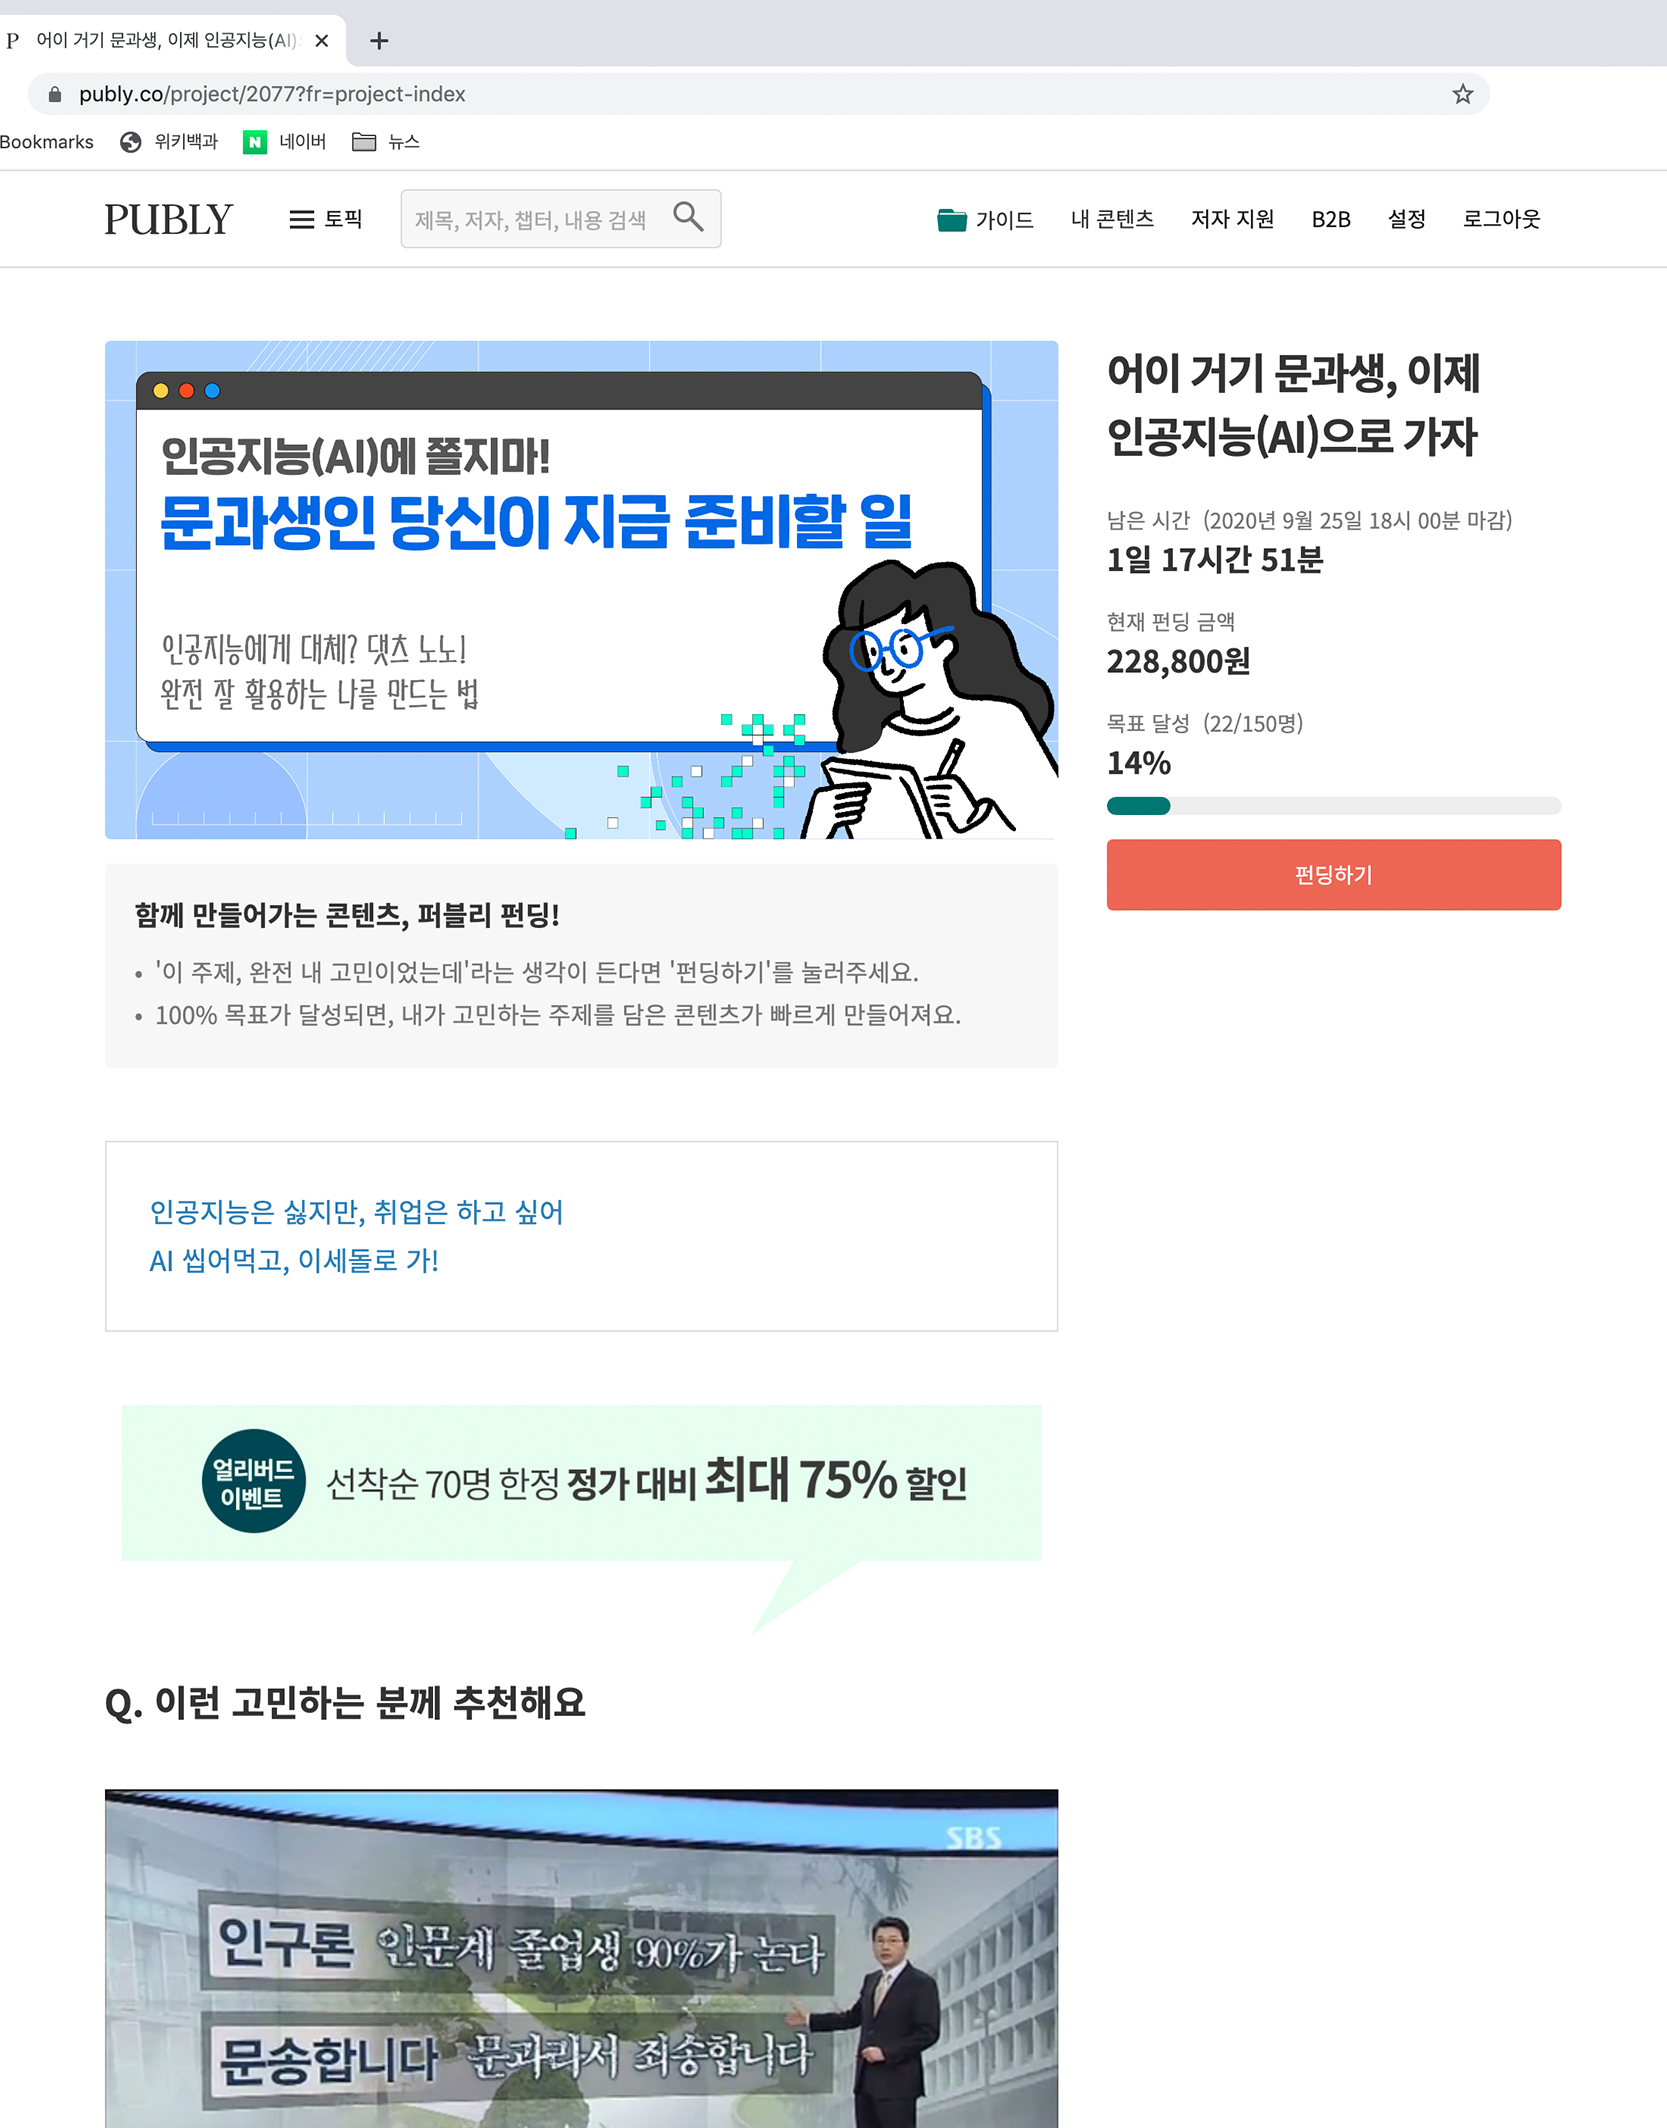 P 어이 거기 문과생, 이제 인공지능(AI)
publy.co/project/2077?fr=project-index
Bookmarks 위키백과 N 네이버 뉴스
PUBLY 토픽 제목, 저자, 챕터, 내용 검색 가이드 내 콘텐츠 저자 지원 B2B 설정 로그아웃
인공지능(AI)에 쫄지마!
문과생인 당신이 지금 준비할 일
인공지능에게 대체? 댓츠 노노!
완전 잘 활용하는 나를 만드는 법
어이 거기 문과생, 이제
인공지능(AI)으로 가자
남은 시간 (2020년 9월 25일 18시 00분 마감)
1일 17시간 51분
현재 펀딩 금액
228,800원
목표 달성 (22/150명)
14%
펀딩하기
함께 만들어가는 콘텐츠, 퍼블리 펀딩!
• '이 주제, 완전 내 고민이었는데'라는 생각이 든다면 '펀딩하기'를 눌러주세요.
• 100% 목표가 달성되면, 내가 고민하는 주제를 담은 콘텐츠가 빠르게 만들어져요.
인공지능은 싫지만, 취업은 하고 싶어
AI 씹어먹고, 이세돌로 가!
얼리버드
이벤트
선착순 70명 한정 정가 대비 최대 75% 할인
Q. 이런 고민하는 분께 추천해요
SBS
인구론 인문계 졸업생 90%가 논다
문송합니다 문과라서 죄송합니다